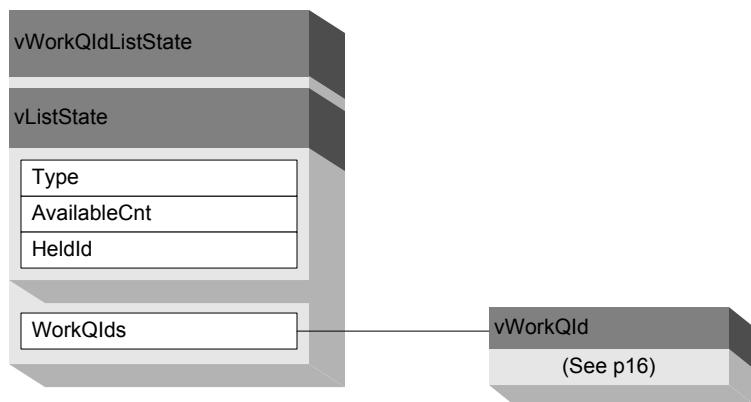 vWorkQIdListState
vListState
Type
AvailableCnt
HeldId
WorkQIds
vWorkQId
(See p16)